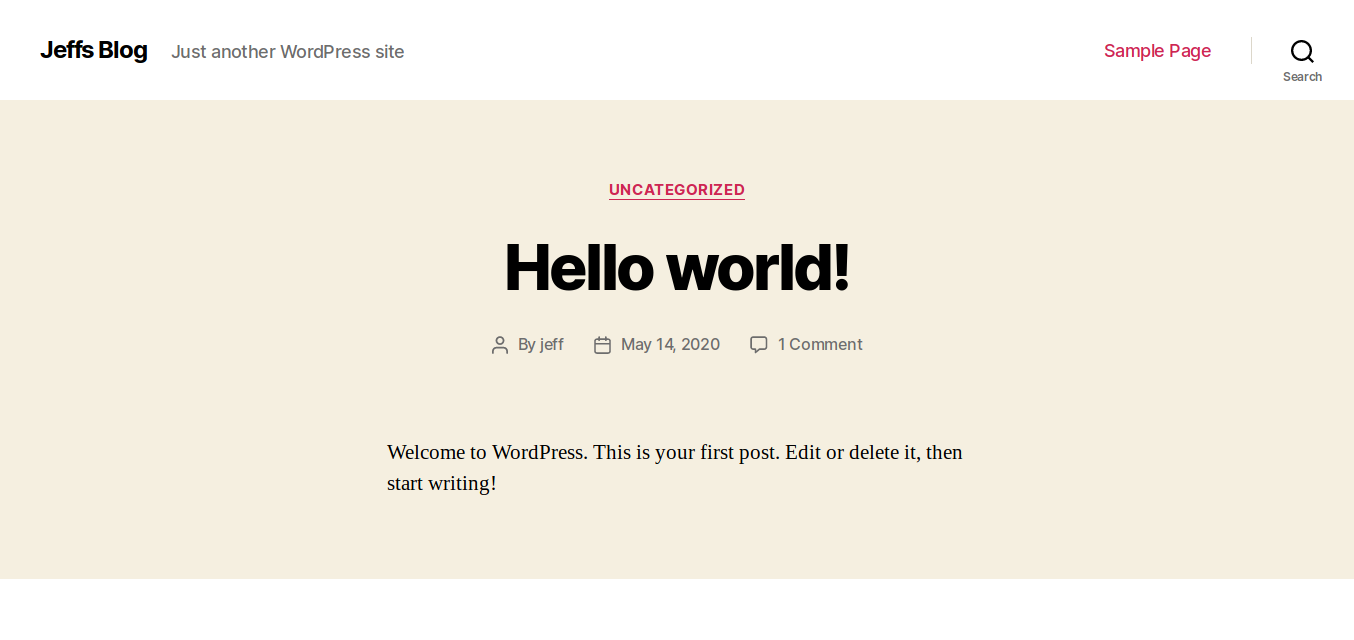 Jeffs Blog Just another WordPress site Sample Page
Search
UNCATEGORIZED
Hello world!
By jeff May 14, 2020 1 Comment
Welcome to WordPress. This is your first post. Edit or delete it, then
start writing!